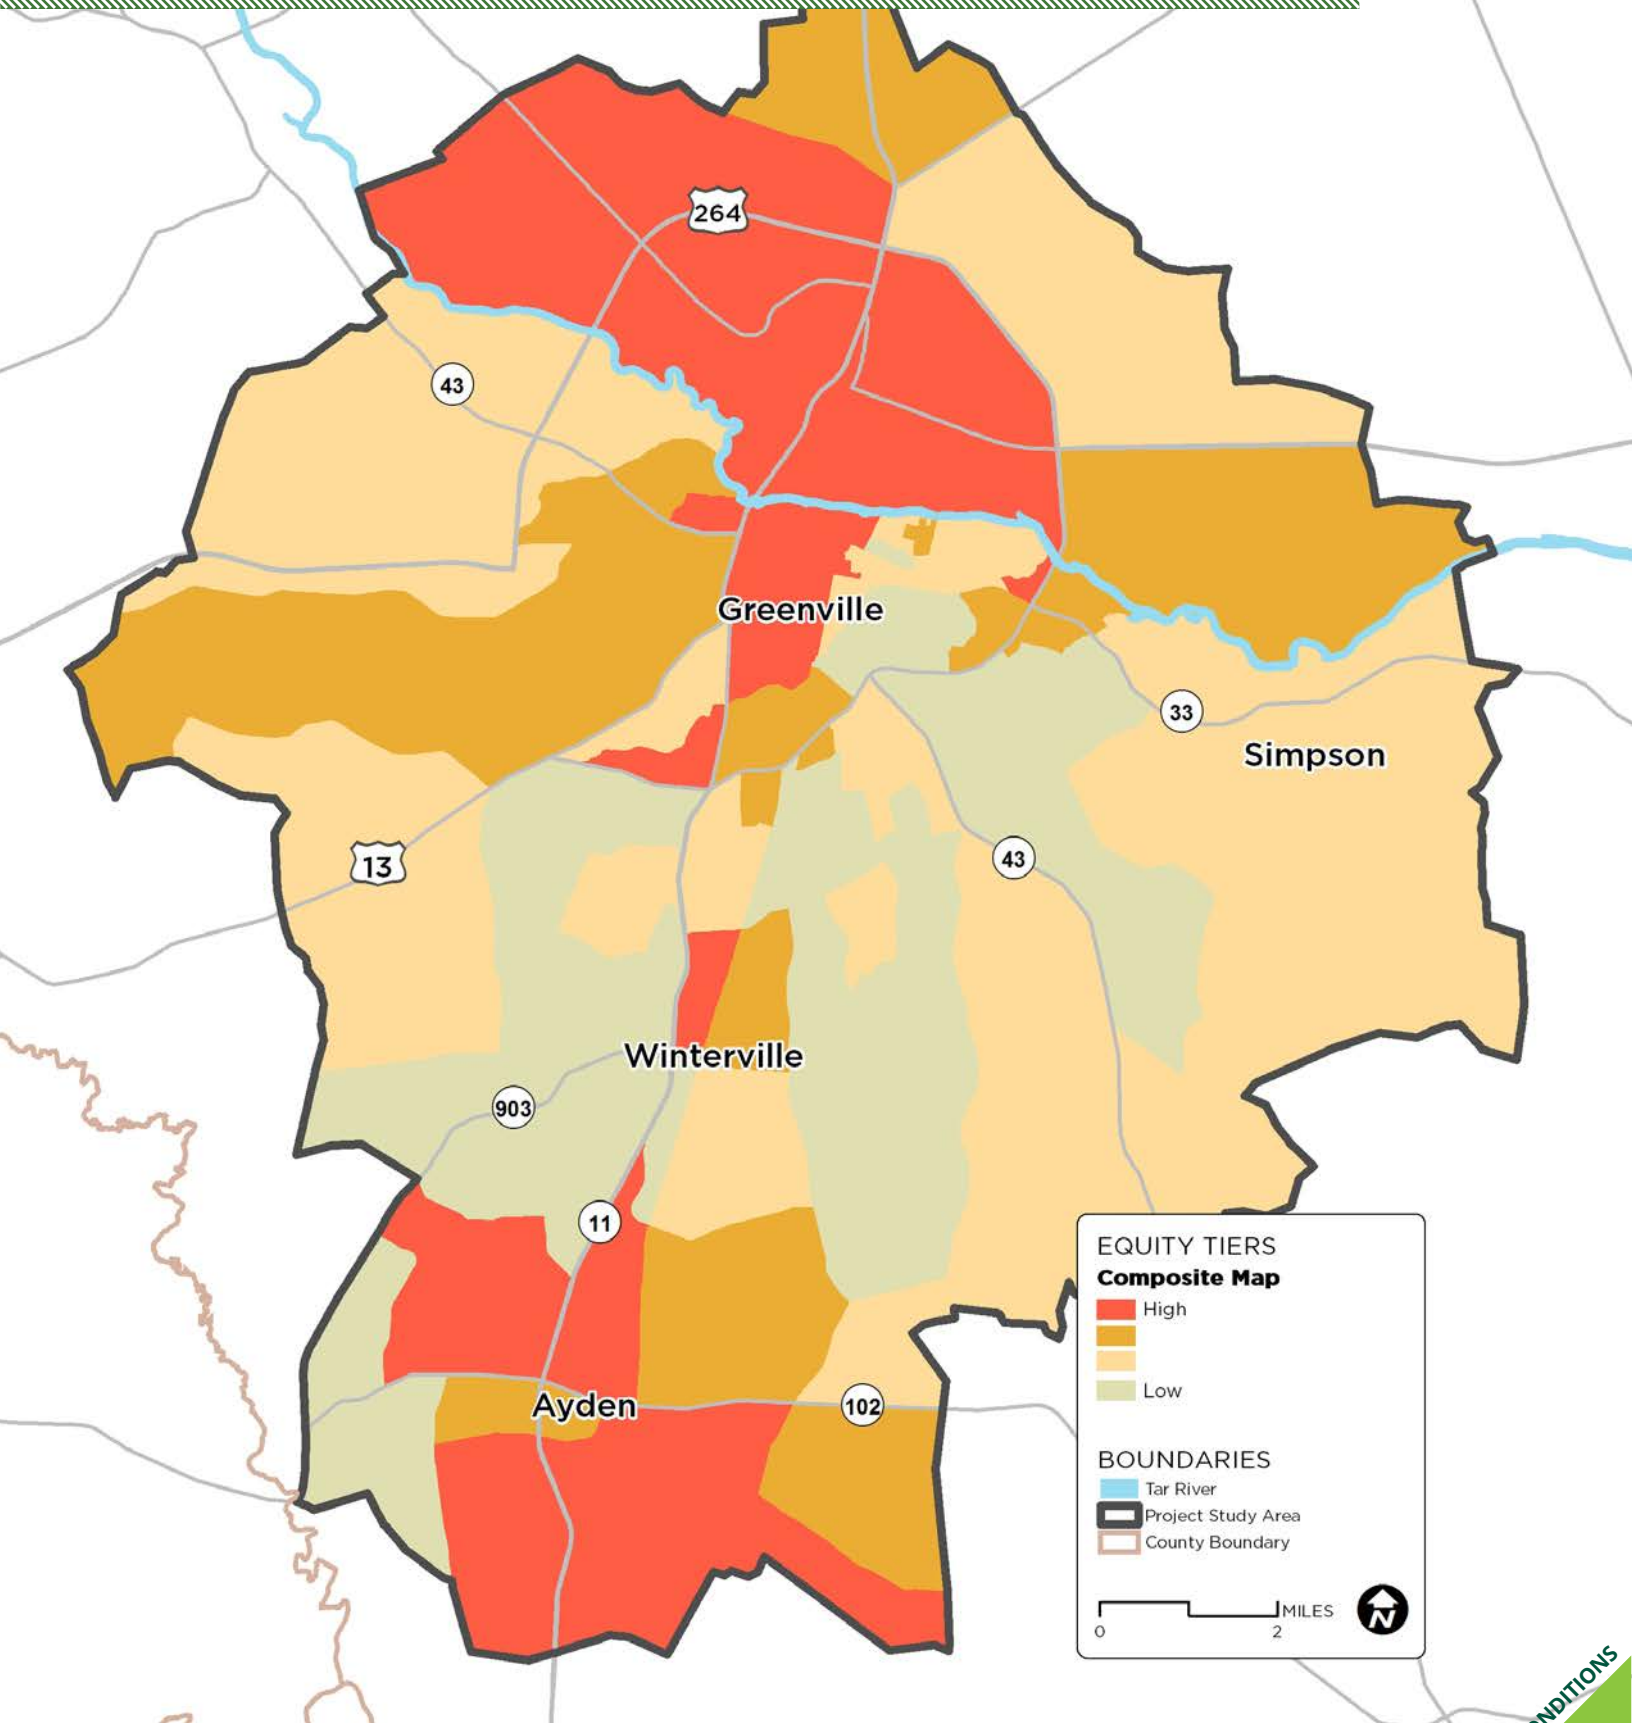 264
43
Greenville
33
Simpson
13
43
Winterville
903
11
Ayden
102
EQUITY TIERS
Composite Map
High
Low
BOUNDARIES
Tar River
Project Study Area
County Boundary
MILES
0 2
N
NDITIONS